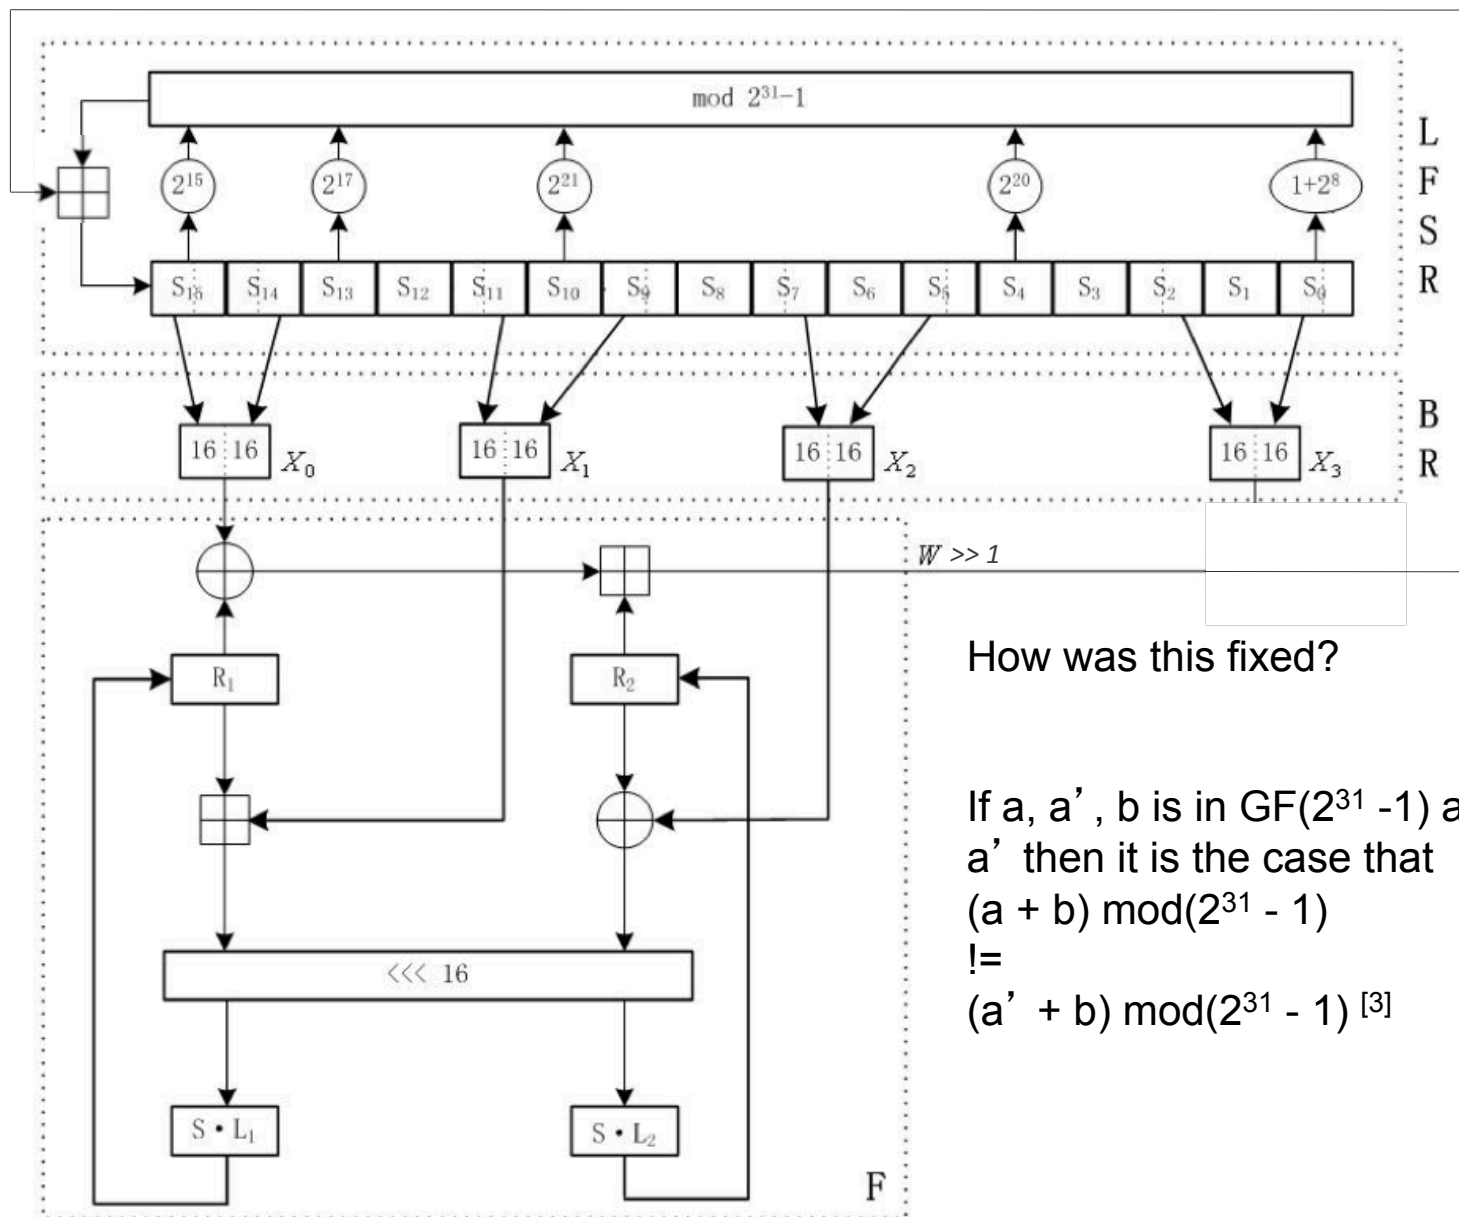 mod 2³¹−1
L
F
S
R
2¹⁵ 2¹⁷ 2²¹ 2²⁰ 1+2⁸
S₁₅ S₁₄ S₁₃ S₁₂ S₁₁ S₁₀ S₉ S₈ S₇ S₆ S₅ S₄ S₃ S₂ S₁ S₀
B
R
16 16 X₀ 16 16 X₁ 16 16 X₂ 16 16 X₃
W >> 1
How was this fixed?
R₁ R₂
If a, a’, b is in GF(2³¹ -1) a
a’ then it is the case that
(a + b) mod(2³¹ - 1)
!=
(a’ + b) mod(2³¹ - 1) [3]
<<< 16
S • L₁ S • L₂
F